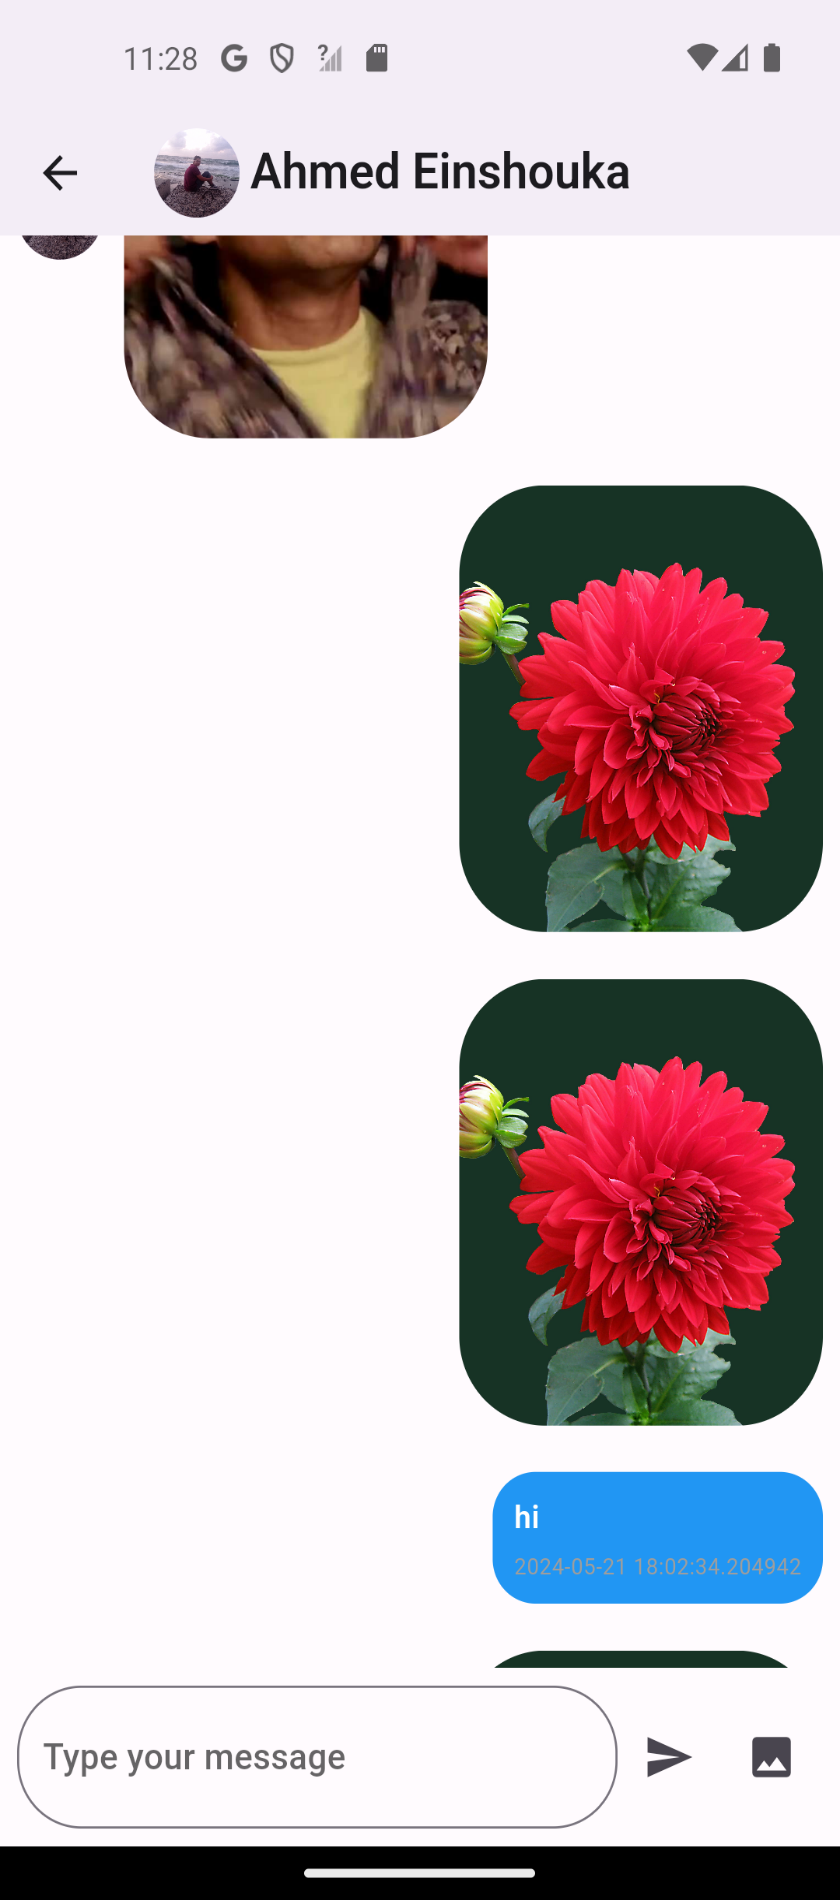 11:28
Ahmed Einshouka
hi
2024-05-21 18:02:34.204942
Type your message